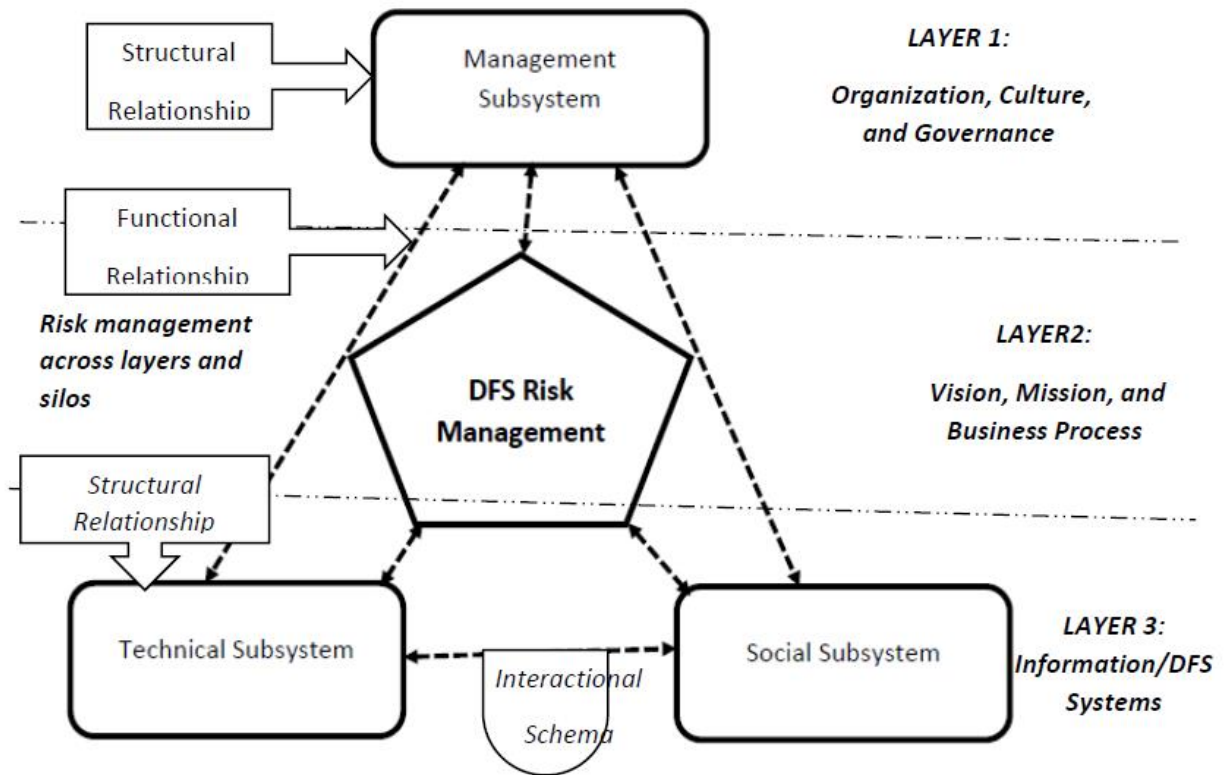 Structural
Relationship
Management
Subsystem
LAYER 1:
Organization, Culture,
and Governance
Functional
Relationship
Risk management
across layers and
silos
DFS Risk
Management
LAYER2:
Vision, Mission, and
Business Process
Structural
Relationship
Technical Subsystem
Interactional
Schema
Social Subsystem
LAYER 3:
Information/DFS
Systems